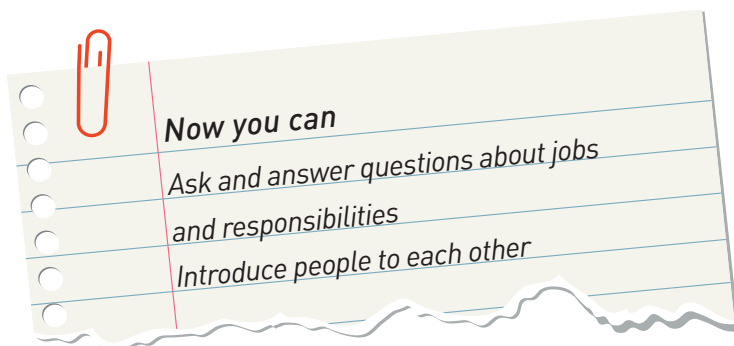 Now you can
Ask and answer questions about jobs
and responsibilities
Introduce people to each other